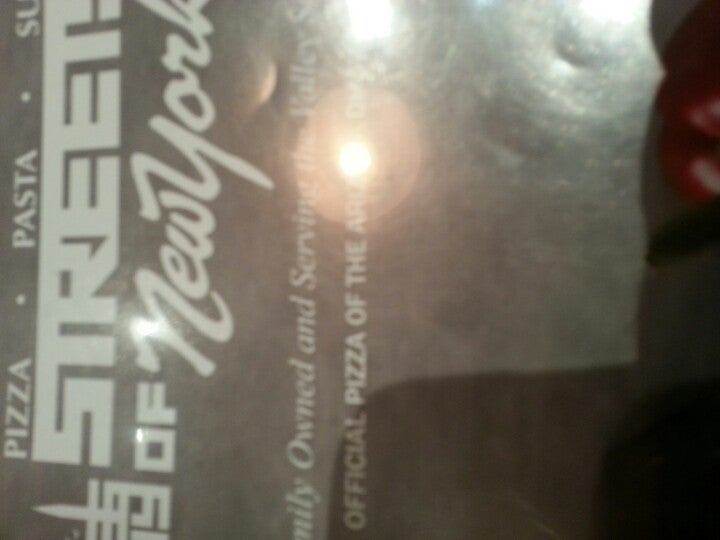 PIZZA · PASTA · SU
STREETS
OF New York
mily Owned and Serving the Valley S
OFFICIAL PIZZA OF THE